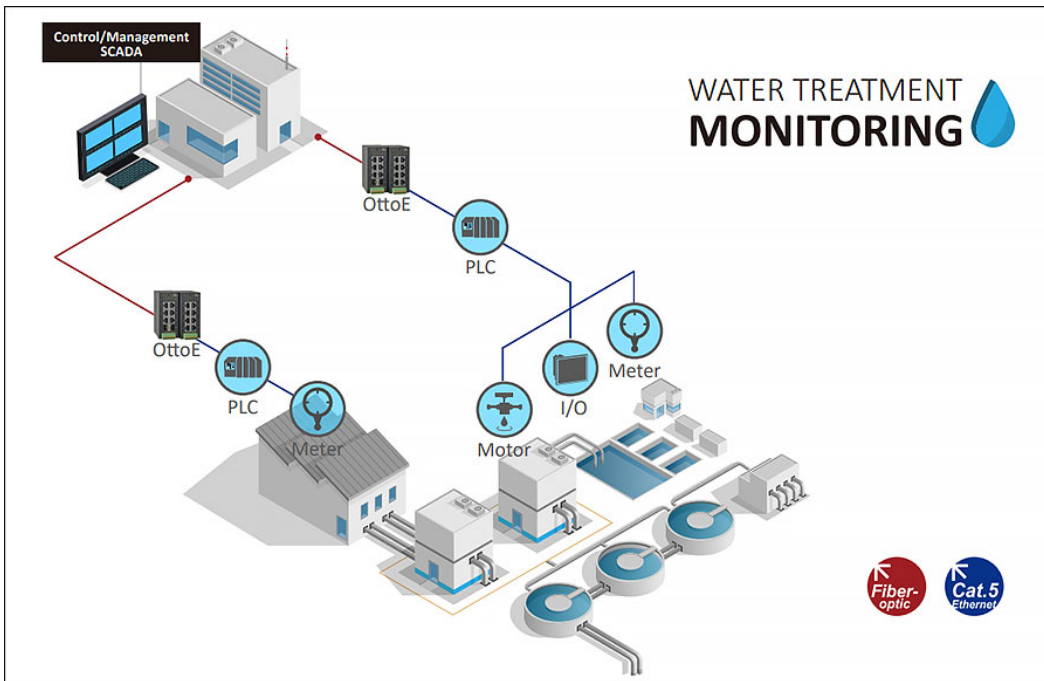 Control/Management
SCADA
WATER TREATMENT
MONITORING
OttoE
PLC
OttoE
PLC
Meter
Meter
I/O
Motor
Fiber-
optic
Cat.5
Ethernet